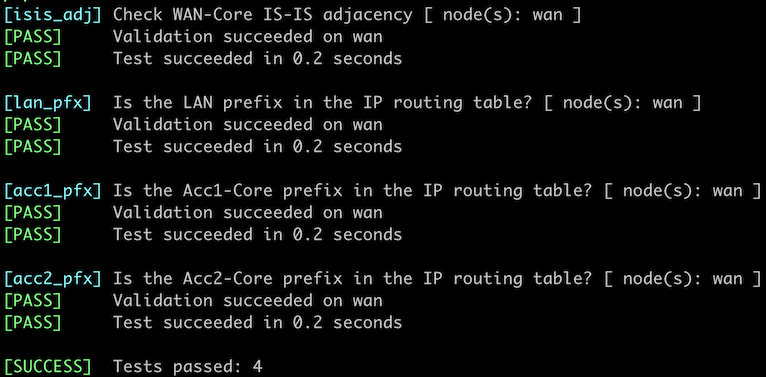 [isis_adj] Check WAN-Core IS-IS adjacency [ node(s): wan ]
[PASS] Validation succeeded on wan
[PASS] Test succeeded in 0.2 seconds
[lan_pfx] Is the LAN prefix in the IP routing table? [ node(s): wan ]
[PASS] Validation succeeded on wan
[PASS] Test succeeded in 0.2 seconds
[acc1_pfx] Is the Acc1-Core prefix in the IP routing table? [ node(s): wan ]
[PASS] Validation succeeded on wan
[PASS] Test succeeded in 0.2 seconds
[acc2_pfx] Is the Acc2-Core prefix in the IP routing table? [ node(s): wan ]
[PASS] Validation succeeded on wan
[PASS] Test succeeded in 0.2 seconds
[SUCCESS] Tests passed: 4